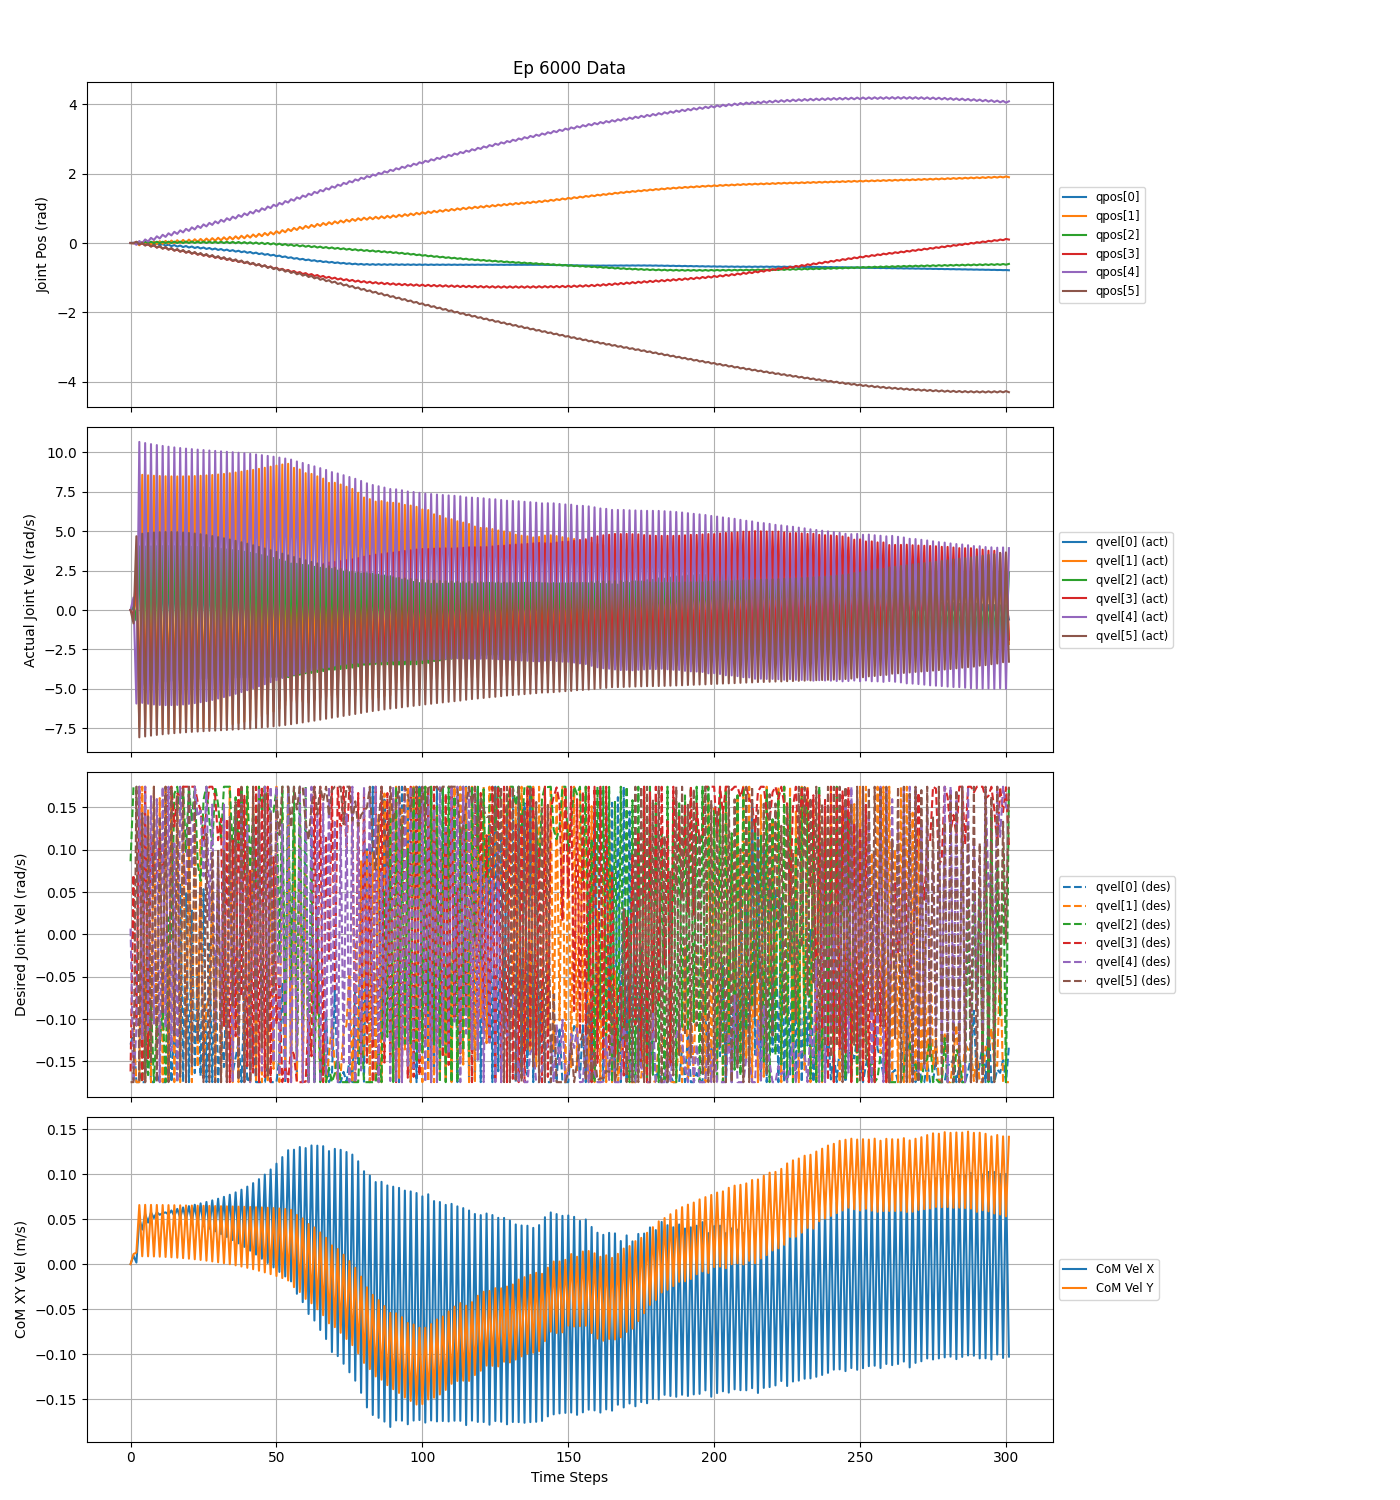 Ep 6000 Data
Joint Pos (rad)
4
2
0
−2
−4
qpos[0]
qpos[1]
qpos[2]
qpos[3]
qpos[4]
qpos[5]
Actual Joint Vel (rad/s)
10.0
7.5
5.0
2.5
0.0
−2.5
−5.0
−7.5
qvel[0] (act)
qvel[1] (act)
qvel[2] (act)
qvel[3] (act)
qvel[4] (act)
qvel[5] (act)
Desired Joint Vel (rad/s)
0.15
0.10
0.05
0.00
−0.05
−0.10
−0.15
qvel[0] (des)
qvel[1] (des)
qvel[2] (des)
qvel[3] (des)
qvel[4] (des)
qvel[5] (des)
CoM XY Vel (m/s)
0.15
0.10
0.05
0.00
−0.05
−0.10
−0.15
CoM Vel X
CoM Vel Y
0 50 100 150 200 250 300
Time Steps